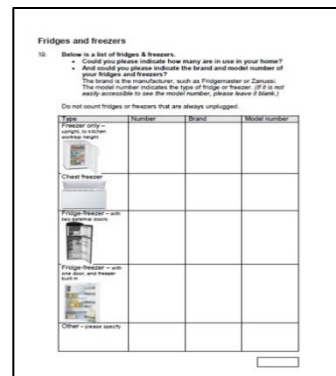 Fridges and freezers
10. Below is a list of fridges & freezers.
• Could you please indicate how many are in use in your home?
• And could you please indicate the brand and model number of
your fridges and freezers?
The brand is the manufacturer, such as Fridgemaster or Zanussi.
The model number indicates the type of fridge or freezer. (If it is not
easily accessible to see the model number, please leave it blank.)
Do not count fridges or freezers that are always unplugged.
Type Number Brand Model number
Freezer only –
upright, to kitchen
worktop height
Chest freezer
Fridge-freezer – with
two external doors
Fridge-freezer – with
one door, and freezer
built in
Other – please specify